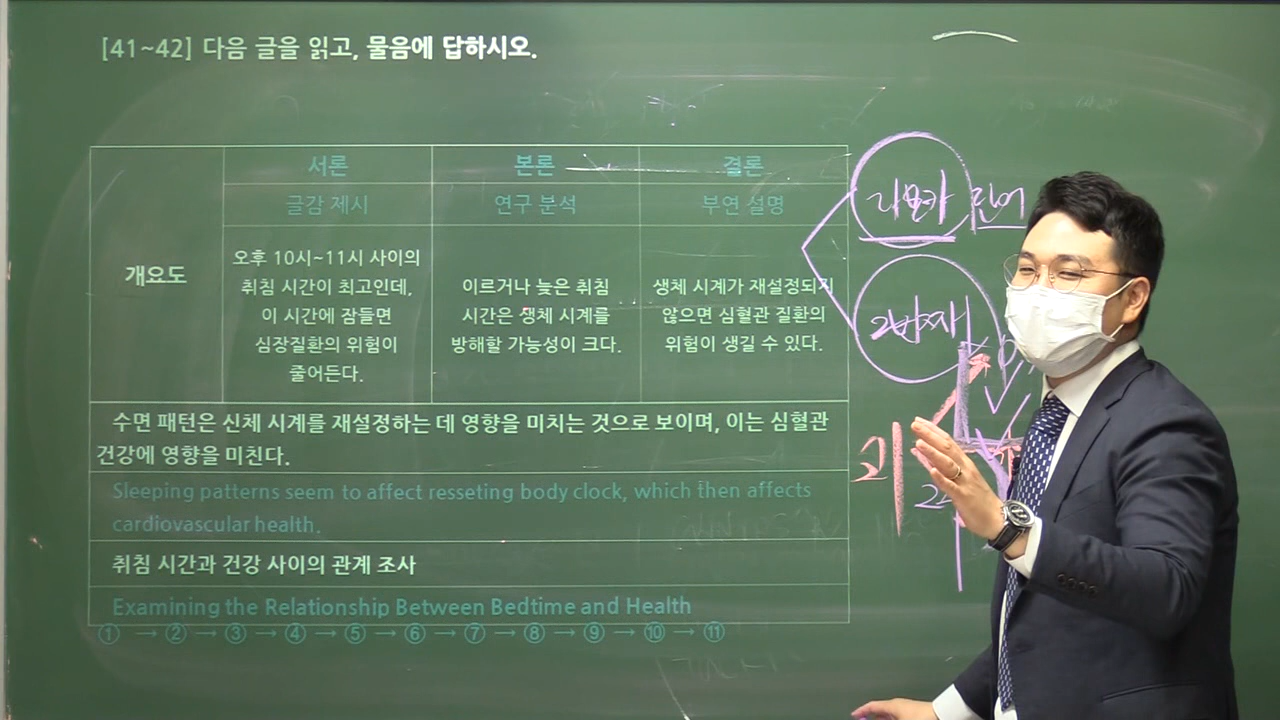 [41~42] 다음 글을 읽고, 물음에 답하시오.
서론 본론 결론
글감 제시 연구 분석 부연 설명
개요도
오후 10시~11시 사이의
취침 시간이 최고인데,
이 시간에 잠들면
심장질환의 위험이
줄어든다.
이르거나 늦은 취침
시간은 생체 시계를
방해할 가능성이 크다.
생체 시계가 재설정되지
않으면 심혈관 질환의
위험이 생길 수 있다.
수면 패턴은 신체 시계를 재설정하는 데 영향을 미치는 것으로 보이며, 이는 심혈관
건강에 영향을 미친다.
Sleeping patterns seem to affect resseting body clock, which then affects
cardiovascular health.
취침 시간과 건강 사이의 관계 조사
Examining the Relationship Between Bedtime and Health
① → ② → ③ → ④ → ⑤ → ⑥ → ⑦ → ⑧ → ⑨ → ⑩ → ⑪
단어
2번째